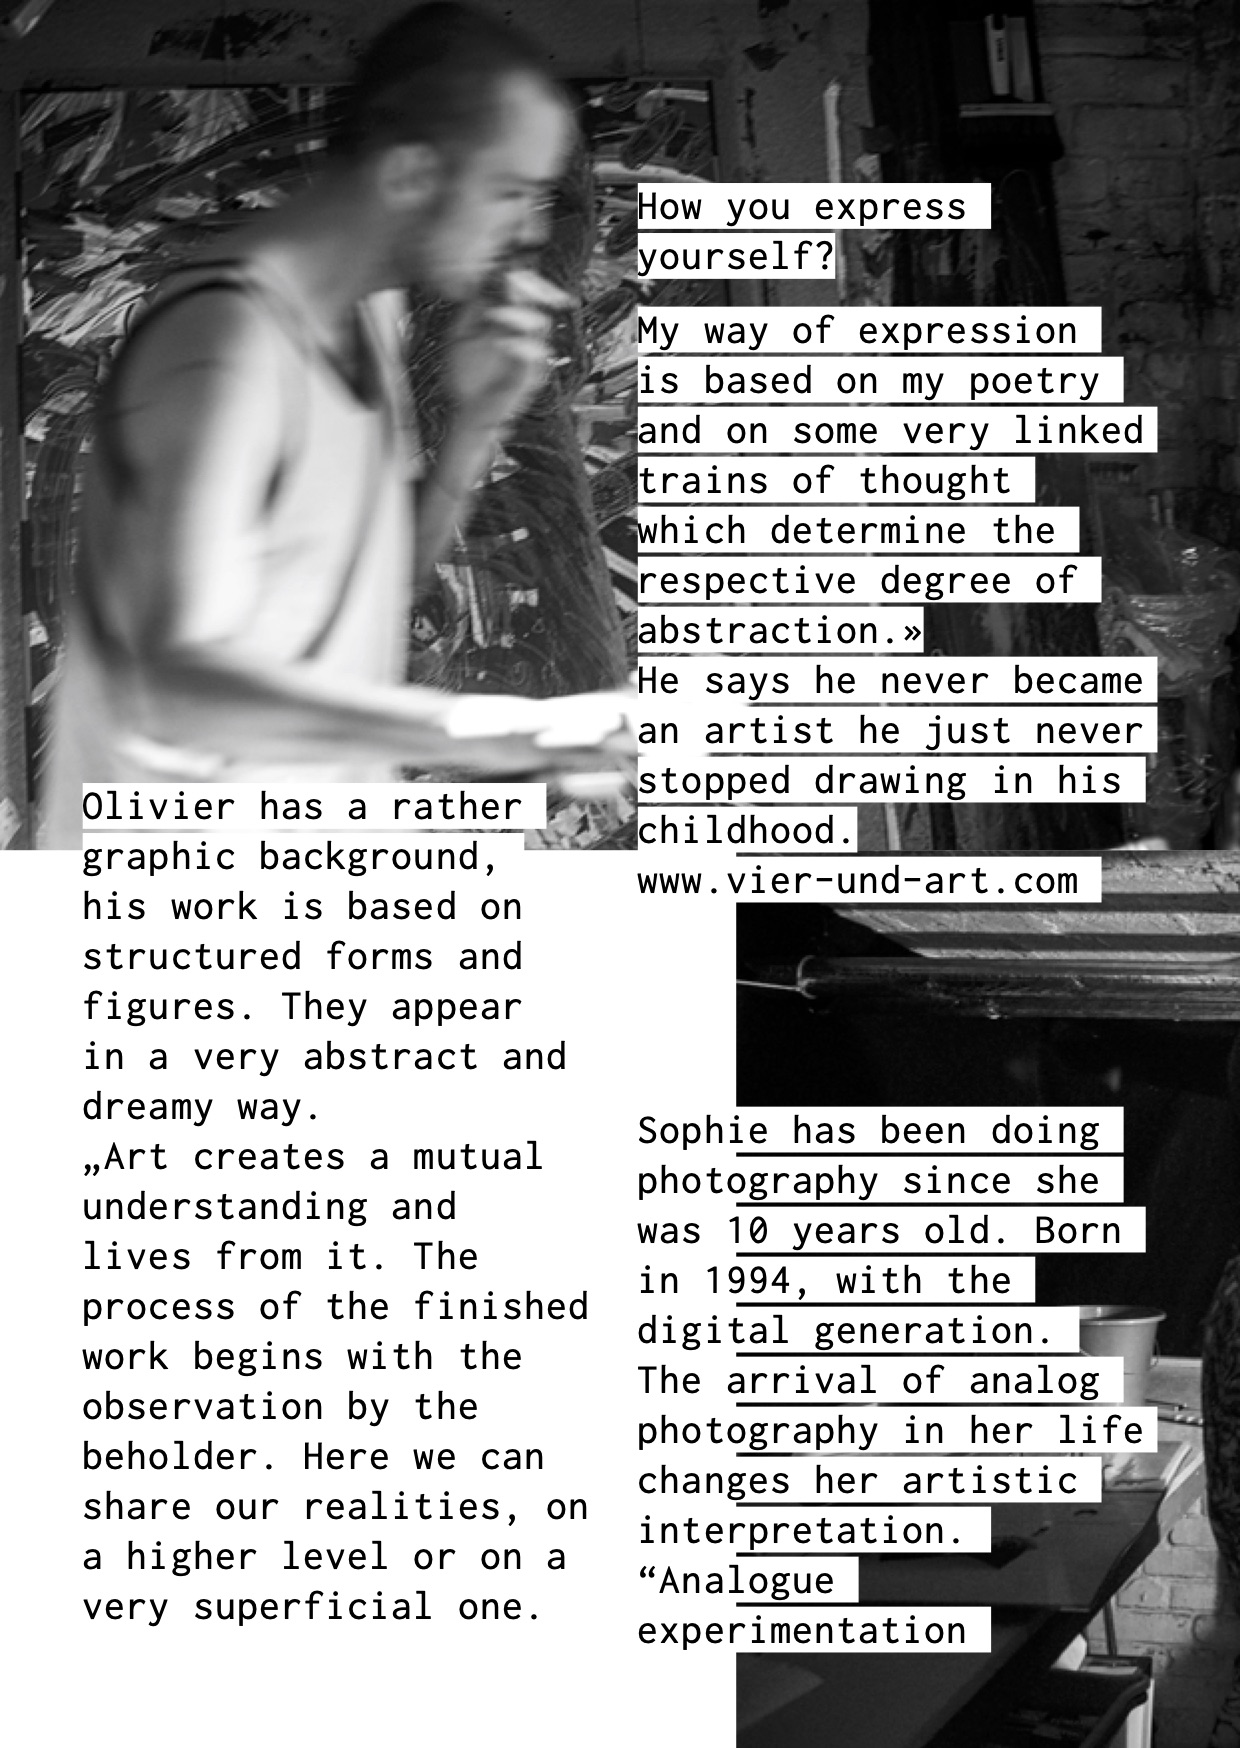 Olivier has a rather
graphic background,
his work is based on
structured forms and
figures. They appear
in a very abstract and
dreamy way.
„Art creates a mutual
understanding and
lives from it. The
process of the finished
work begins with the
observation by the
beholder. Here we can
share our realities, on
a higher level or on a
very superficial one.
How you express
yourself?
My way of expression
is based on my poetry
and on some very linked
trains of thought
which determine the
respective degree of
abstraction.»
He says he never became
an artist he just never
stopped drawing in his
childhood.
www.vier-und-art.com
Sophie has been doing
photography since she
was 10 years old. Born
in 1994, with the
digital generation.
The arrival of analog
photography in her life
changes her artistic
interpretation.
“Analogue
experimentation